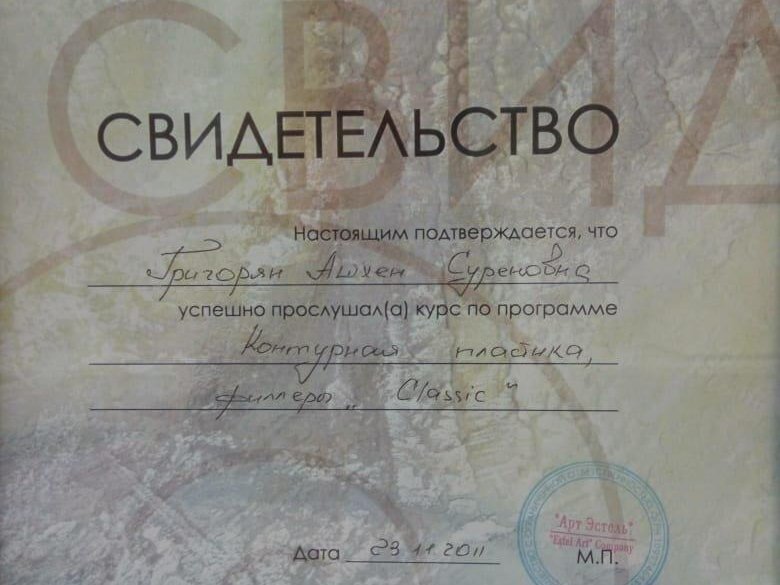 СВИДЕТЕЛЬСТВО
Настоящим подтверждается, что
Григорян Ашхен Суреновна
успешно прослушал(а) курс по программе
Контурная пластика,
филлеры „Classic"
Дата 23 11 2011
"Арт Эстель"
"Estel Art" Company
М.П.